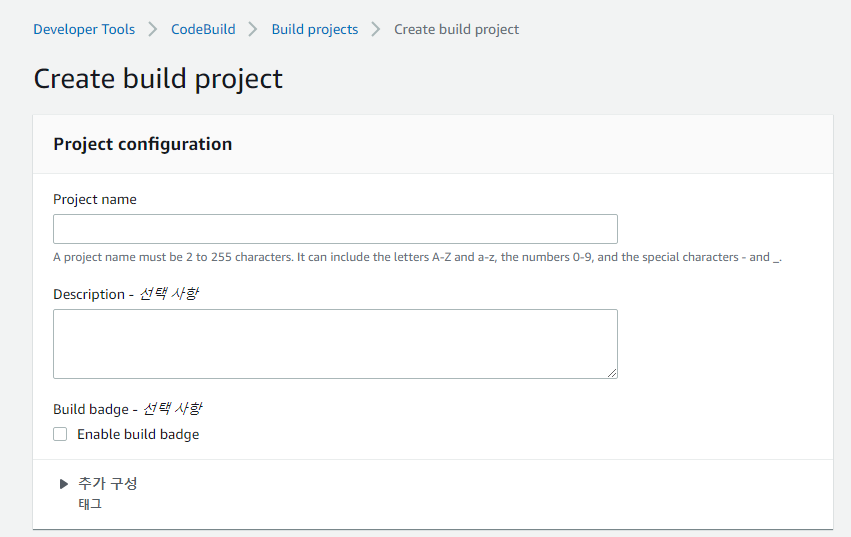 Developer Tools > CodeBuild > Build projects > Create build project
Create build project
Project configuration
Project name
A project name must be 2 to 255 characters. It can include the letters A-Z and a-z, the numbers 0-9, and the special characters - and _.
Description - 선택 사항
Build badge - 선택 사항
Enable build badge
추가 구성
태그